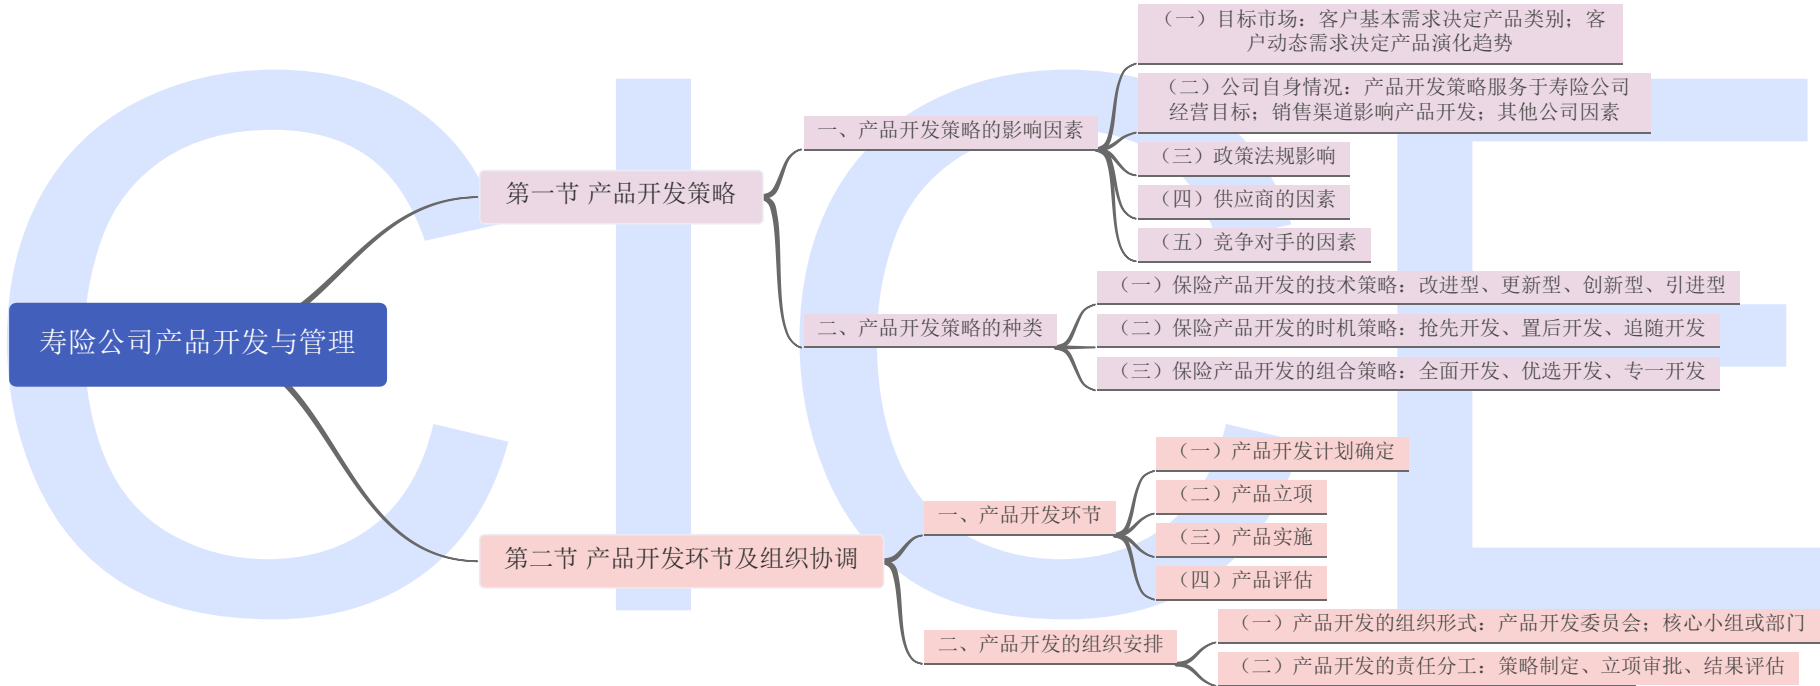 寿险公司产品开发与管理
第一节 产品开发策略
一、产品开发策略的影响因素
（一）目标市场：客户基本需求决定产品类别；客
户动态需求决定产品演化趋势
（二）公司自身情况：产品开发策略服务于寿险公司
经营目标；销售渠道影响产品开发；其他公司因素
（三）政策法规影响
（四）供应商的因素
（五）竞争对手的因素
二、产品开发策略的种类
（一）保险产品开发的技术策略：改进型、更新型、创新型、引进型
（二）保险产品开发的时机策略：抢先开发、置后开发、追随开发
（三）保险产品开发的组合策略：全面开发、优选开发、专一开发
第二节 产品开发环节及组织协调
一、产品开发环节
（一）产品开发计划确定
（二）产品立项
（三）产品实施
（四）产品评估
二、产品开发的组织安排
（一）产品开发的组织形式：产品开发委员会；核心小组或部门
（二）产品开发的责任分工：策略制定、立项审批、结果评估
CICE